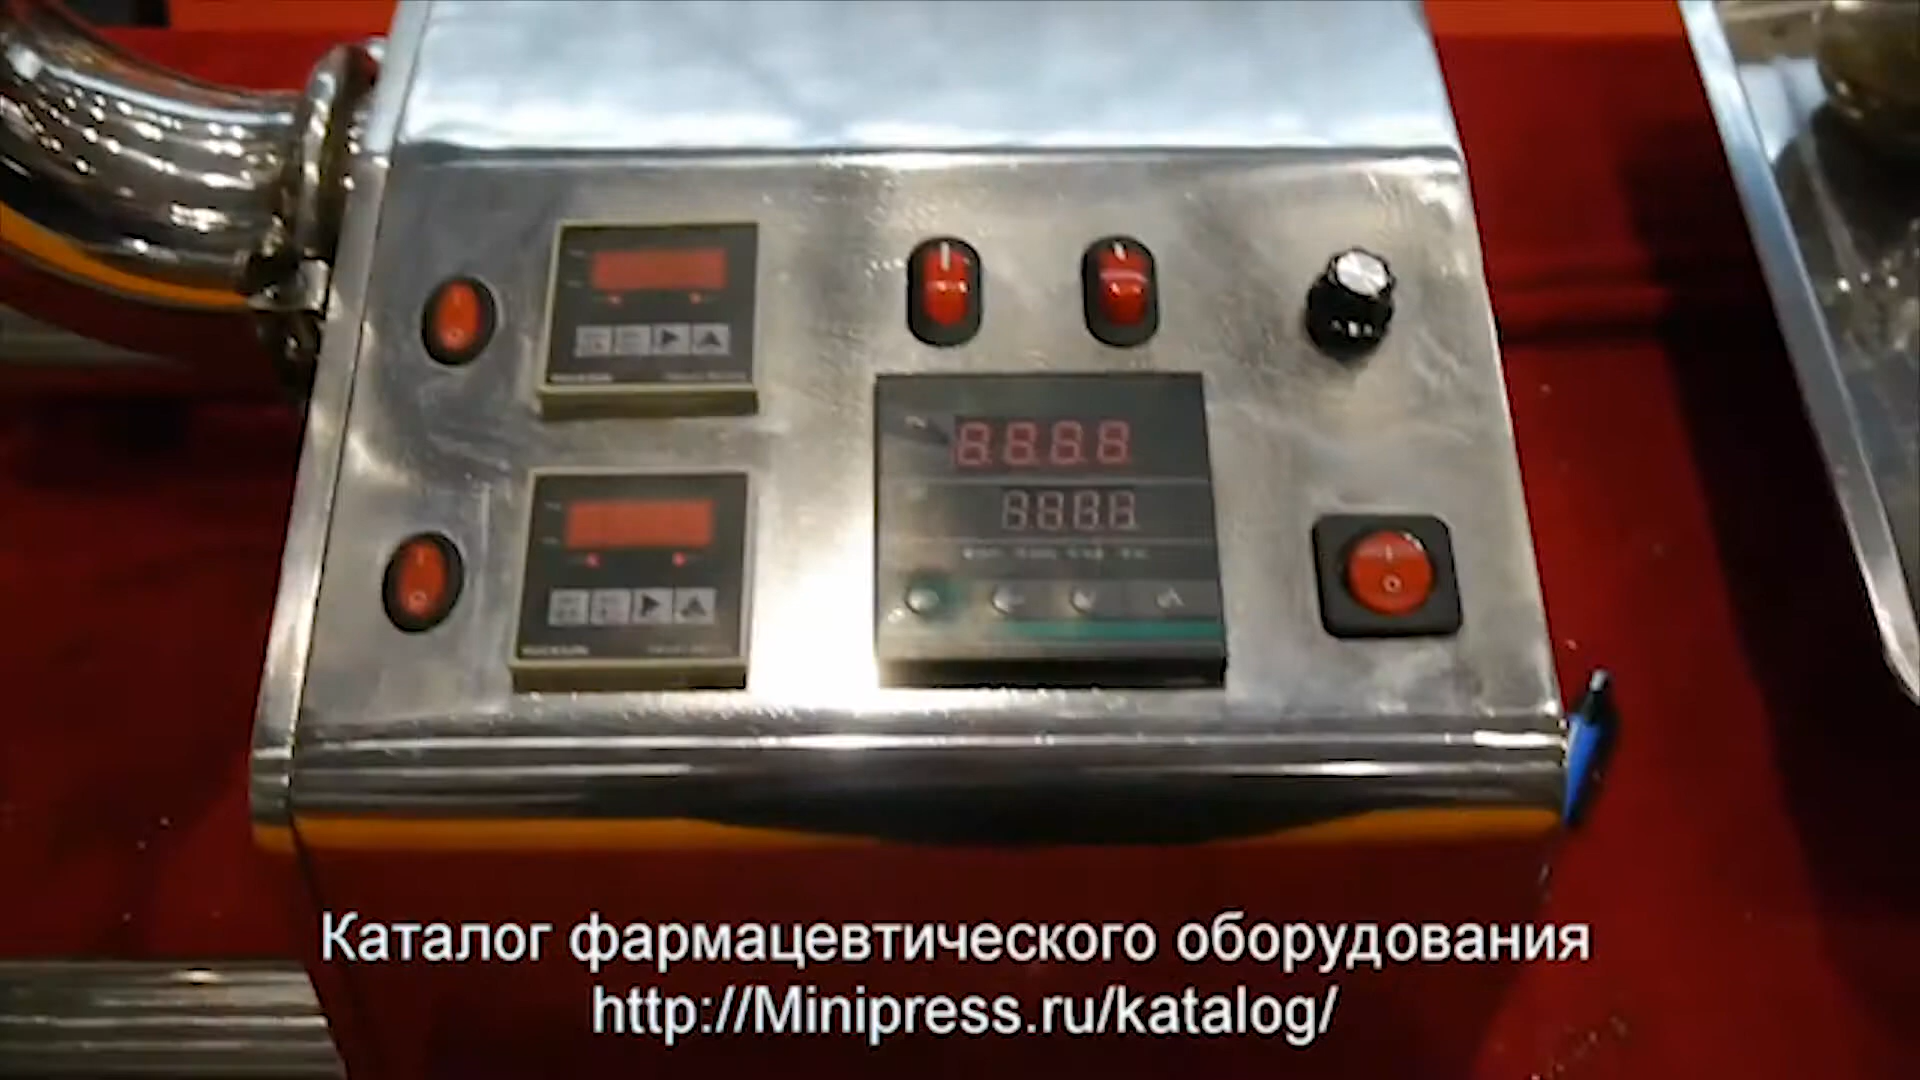 Каталог фармацевтического оборудования
http://Minipress.ru/katalog/